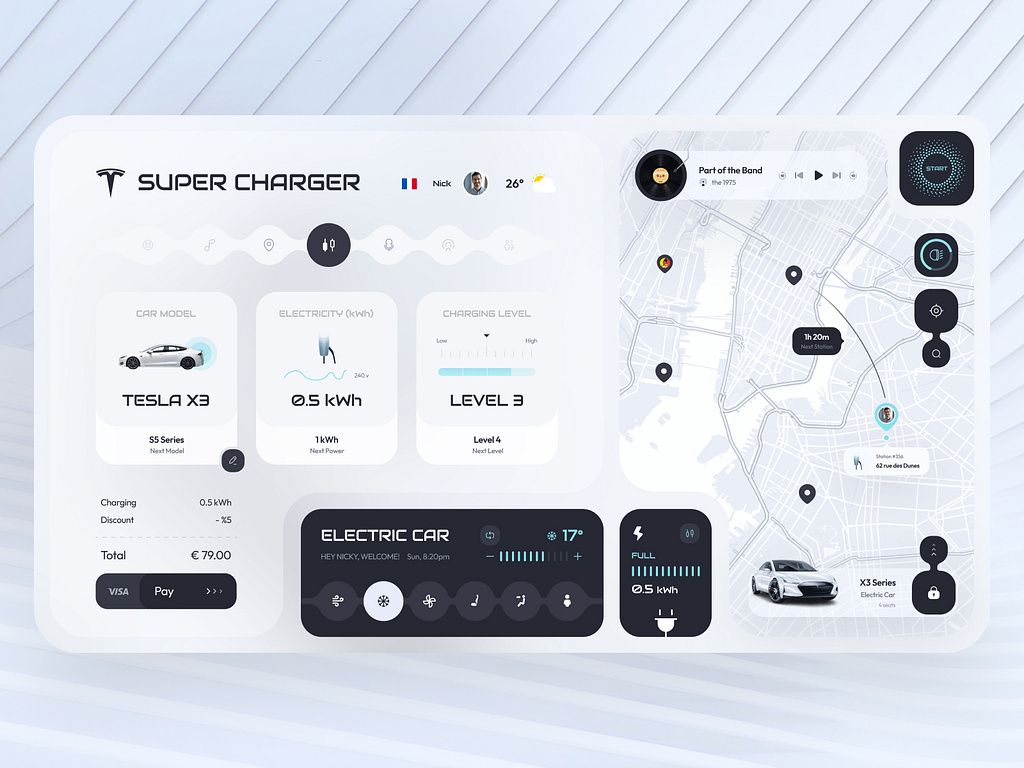 SUPER CHARGER
Nick
26°
CAR MODEL
TESLA X3
S5 Series
Next Model
ELECTRICITY (kWh)
240 v
0.5 kWh
1 kWh
Next Power
CHARGING LEVEL
Low High
LEVEL 3
Level 4
Next Level
Charging 0.5 kWh
Discount - %5
Total € 79.00
VISA Pay
ELECTRIC CAR
17°
HEY NICKY, WELCOME! Sun, 8:20pm
FULL
0.5 kWh
Part of the Band
the 1975
START
1h 20m
Next Station
Station #356
62 rue des Dunes
X3 Series
Electric Car
4 seats